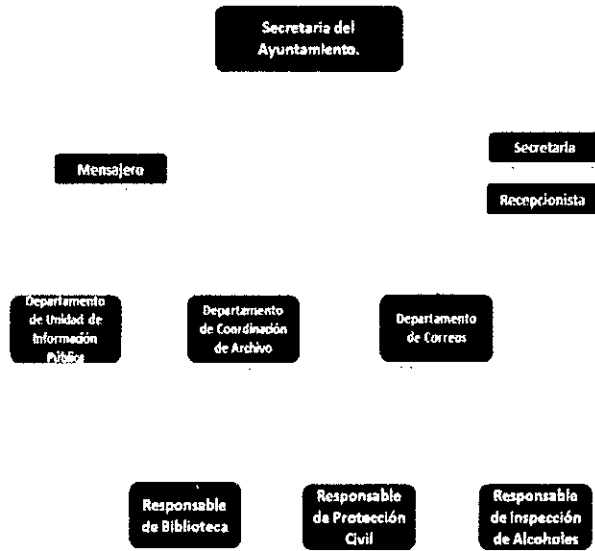 Secretaria del
Ayuntamiento.
Mensajero
Secretaria
Recepcionista
Departamento
de Unidad de
Información
Pública
Departamento
de Coordinación
de Archivo
Departamento
de Correos
Responsable
de Biblioteca
Responsable
de Protección
Civil
Responsable
de Inspección
de Alcoholes